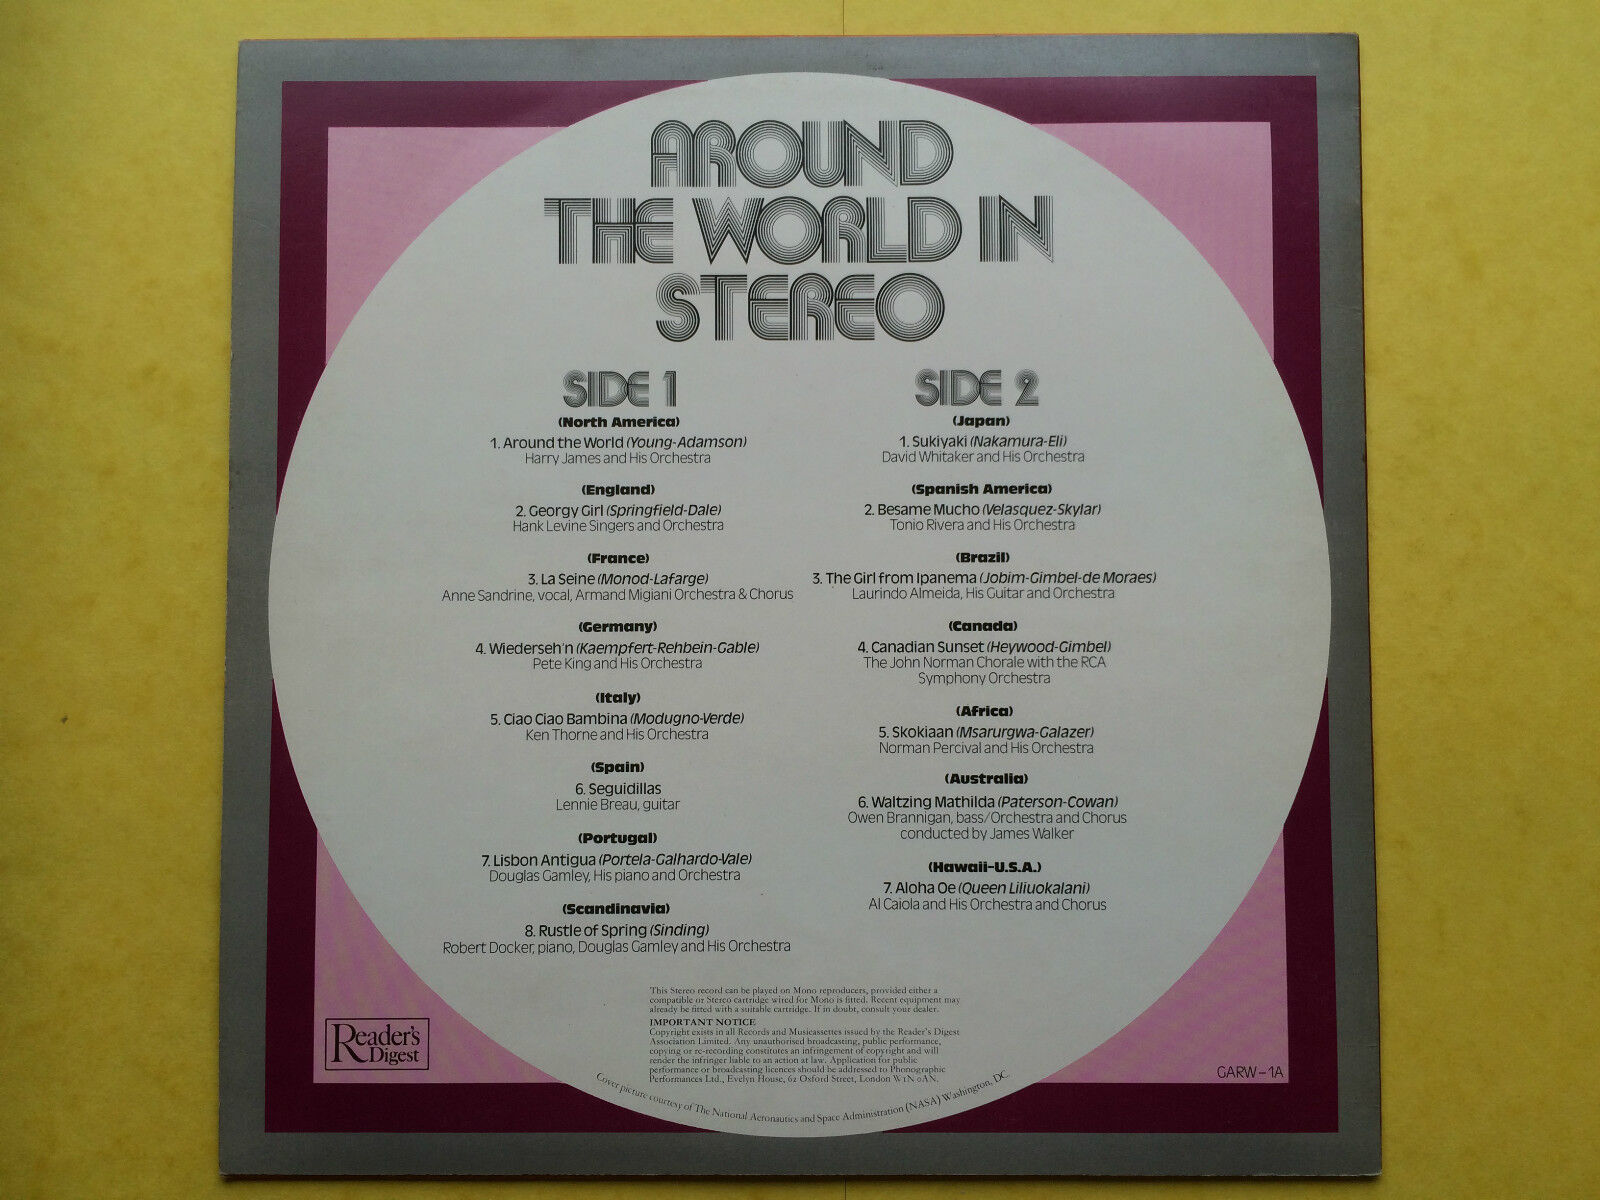 AROUND
THE WORLD IN
STEREO
SIDE 1
(North America)
1. Around the World (Young-Adamson)
Harry James and His Orchestra
(England)
2. Georgy Girl (Springfield-Dale)
Hank Levine Singers and Orchestra
(France)
3. La Seine (Monod-Lafarge)
Anne Sandrine, vocal, Armand Migiani Orchestra & Chorus
(Germany)
4. Wiederseh'n (Kaempfert-Rehbein-Gable)
Pete King and His Orchestra
(Italy)
5. Ciao Ciao Bambina (Modugno-Verde)
Ken Thorne and His Orchestra
(Spain)
6. Seguidillas
Lennie Breau, guitar
(Portugal)
7. Lisbon Antigua (Portela-Galhardo-Vale)
Douglas Gamley, His piano and Orchestra
(Scandinavia)
8. Rustle of Spring (Sinding)
Robert Docker, piano, Douglas Gamley and His Orchestra
SIDE 2
(Japan)
1. Sukiyaki (Nakamura-Eli)
David Whitaker and His Orchestra
(Spanish America)
2. Besame Mucho (Velasquez-Skylar)
Tonio Rivera and His Orchestra
(Brazil)
3. The Girl from Ipanema (Jobim-Gimbel-de Moraes)
Laurindo Almeida, His Guitar and Orchestra
(Canada)
4. Canadian Sunset (Heywood-Gimbel)
The John Norman Chorale with the RCA
Symphony Orchestra
(Africa)
5. Skokiaan (Msarurgwa-Galazer)
Norman Percival and His Orchestra
(Australia)
6. Waltzing Mathilda (Paterson-Cowan)
Owen Brannigan, bass/Orchestra and Chorus
conducted by James Walker
(Hawaii-U.S.A.)
7. Aloha Oe (Queen Liliuokalani)
Al Caiola and His Orchestra and Chorus
This Stereo record can be played on Mono reproducers, provided either a
compatible or Stereo cartridge wired for Mono is fitted. Recent equipment may
already be fitted with a suitable cartridge. If in doubt, consult your dealer.
IMPORTANT NOTICE
Copyright exists in all Records and Musicassettes issued by the Reader's Digest
Association Limited. Any unauthorised broadcasting, public performance,
copying or re-recording constitutes an infringement of copyright and will
render the infringer liable to an action at law. Application for public
performance or broadcasting licences should be addressed to Phonographic
Performances Ltd., Evelyn House, 62 Oxford Street, London W1N 0AN.
Cover picture courtesy of The National Aeronautics and Space Administration (NASA) Washington, DC.
Reader's
Digest
GARW-1A